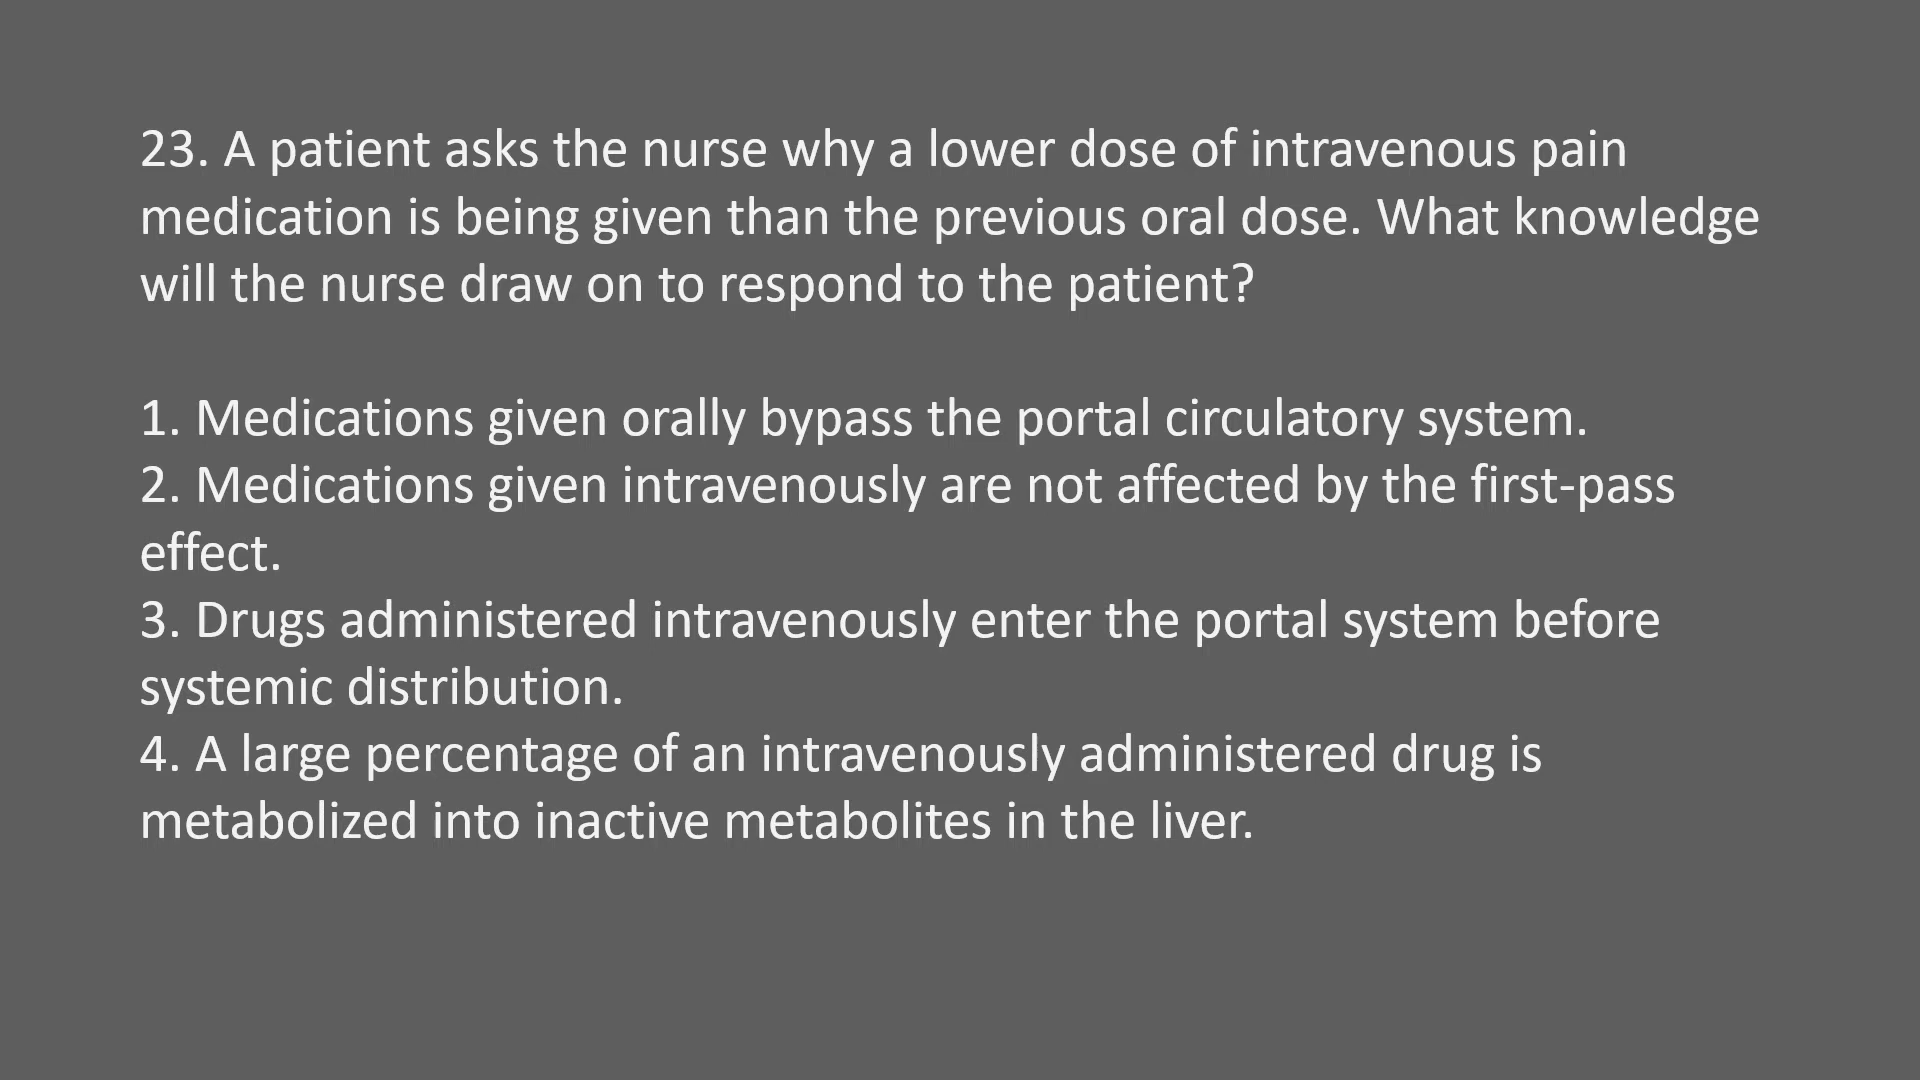 23. A patient asks the nurse why a lower dose of intravenous pain
medication is being given than the previous oral dose. What knowledge
will the nurse draw on to respond to the patient?
1. Medications given orally bypass the portal circulatory system.
2. Medications given intravenously are not affected by the first-pass
effect.
3. Drugs administered intravenously enter the portal system before
systemic distribution.
4. A large percentage of an intravenously administered drug is
metabolized into inactive metabolites in the liver.